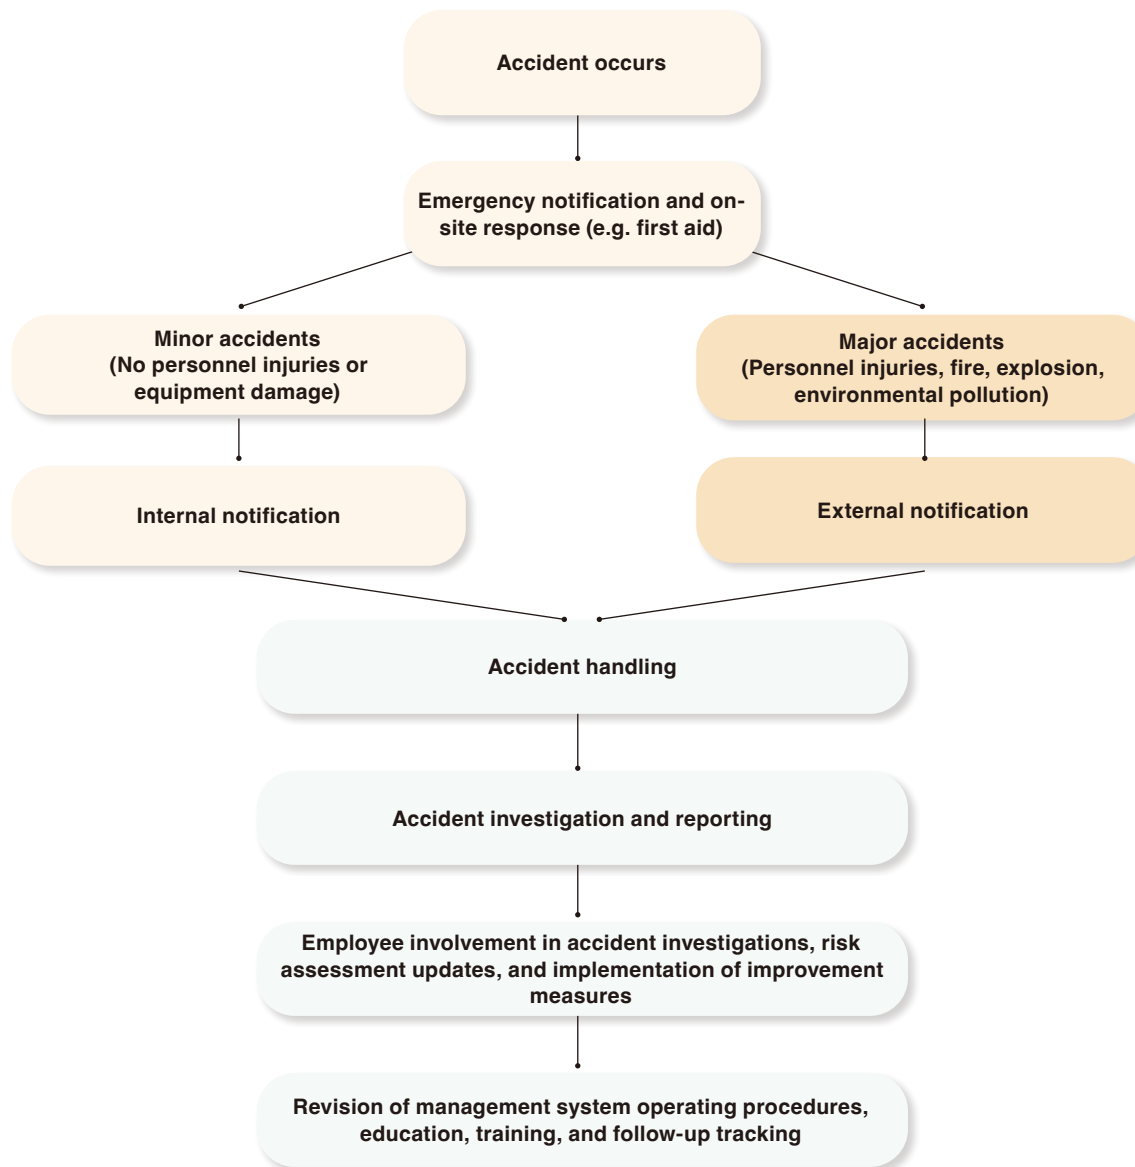 Accident occurs
Emergency notification and on-
site response (e.g. first aid)
Minor accidents
(No personnel injuries or
equipment damage)
Major accidents
(Personnel injuries, fire, explosion,
environmental pollution)
Internal notification
External notification
Accident handling
Accident investigation and reporting
Employee involvement in accident investigations, risk
assessment updates, and implementation of improvement
measures
Revision of management system operating procedures,
education, training, and follow-up tracking